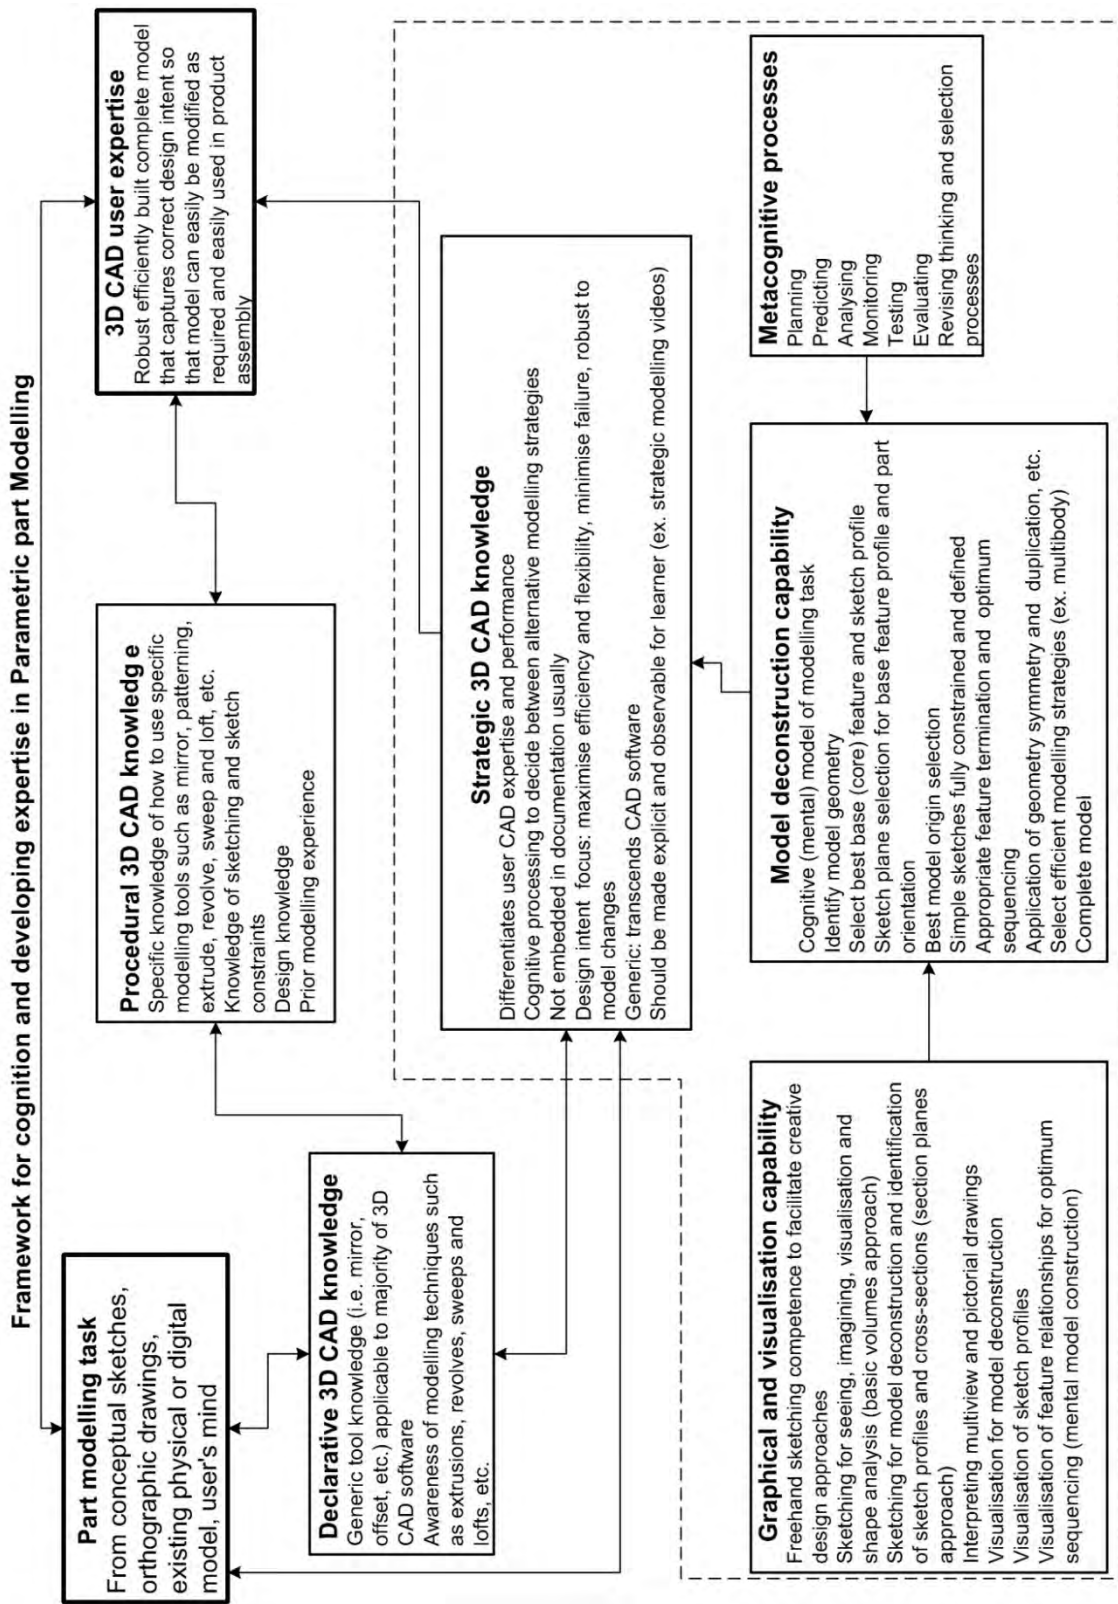 Framework for cognition and developing expertise in Parametric part Modelling
Part modelling task
From conceptual sketches,
orthographic drawings,
existing physical or digital
model, user's mind
Declarative 3D CAD knowledge
Generic tool knowledge (i.e. mirror,
offset, etc.) applicable to majority of 3D
CAD software
Awareness of modelling techniques such
as extrusions, revolves, sweeps and
lofts, etc.
Procedural 3D CAD knowledge
Specific knowledge of how to use specific
modelling tools such as mirror, patterning,
extrude, revolve, sweep and loft, etc.
Knowledge of sketching and sketch
constraints
Design knowledge
Prior modelling experience
3D CAD user expertise
Robust efficiently built complete model
that captures correct design intent so
that model can easily be modified as
required and easily used in product
assembly
Strategic 3D CAD knowledge
Differentiates user CAD expertise and performance
Cognitive processing to decide between alternative modelling strategies
Not embedded in documentation usually
Design intent focus: maximise efficiency and flexibility, minimise failure, robust to
model changes
Generic: transcends CAD software
Should be made explicit and observable for learner (ex. strategic modelling videos)
Graphical and visualisation capability
Freehand sketching competence to facilitate creative
design approaches
Sketching for seeing, imagining, visualisation and
shape analysis (basic volumes approach)
Sketching for model deconstruction and identification
of sketch profiles and cross-sections (section planes
approach)
Interpreting multiview and pictorial drawings
Visualisation for model deconstruction
Visualisation of sketch profiles
Visualisation of feature relationships for optimum
sequencing (mental model construction)
Model deconstruction capability
Cognitive (mental) model of modelling task
Identify model geometry
Select best base (core) feature and sketch profile
Sketch plane selection for base feature profile and part
orientation
Best model origin selection
Simple sketches fully constrained and defined
Appropriate feature termination and optimum
sequencing
Application of geometry symmetry and duplication, etc.
Select efficient modelling strategies (ex. multibody)
Complete model
Metacognitive processes
Planning
Predicting
Analysing
Monitoring
Testing
Evaluating
Revising thinking and selection
processes